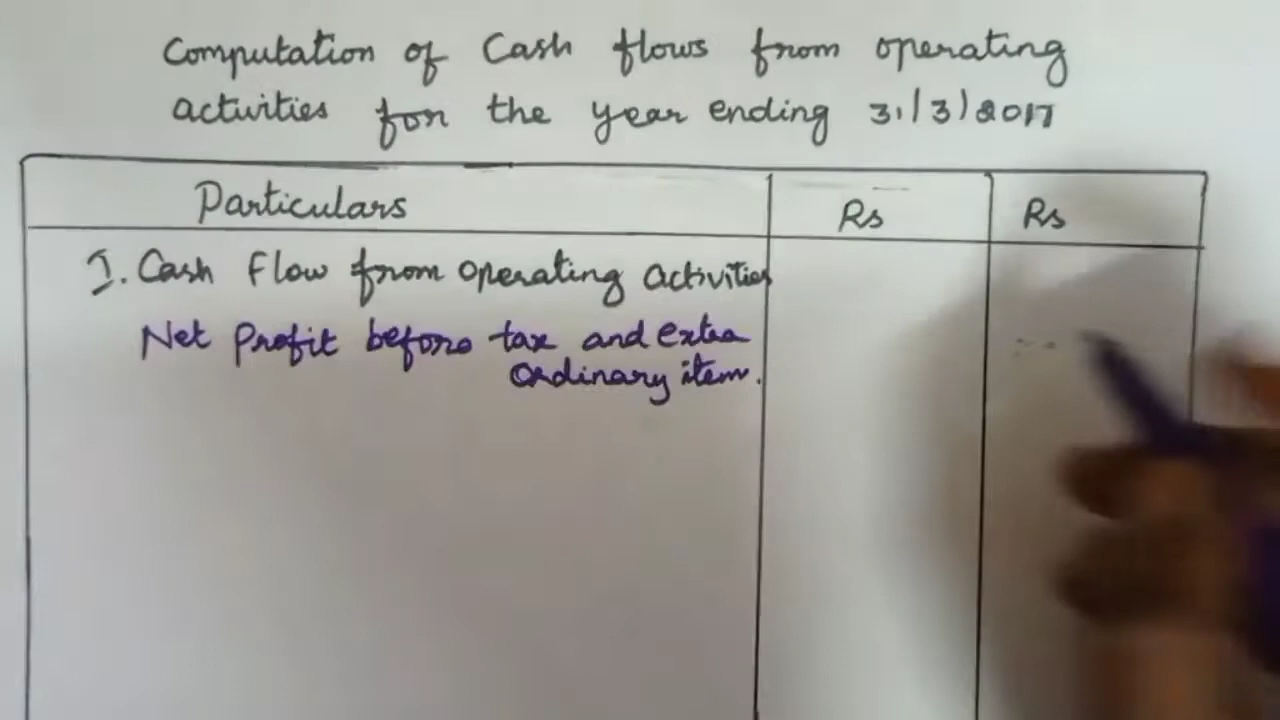 Computation of Cash flows from operating
activities for the year ending 31/3/2017
Particulars Rs Rs
I. Cash flow from operating activities
Net Profit before tax and extra
ordinary item.